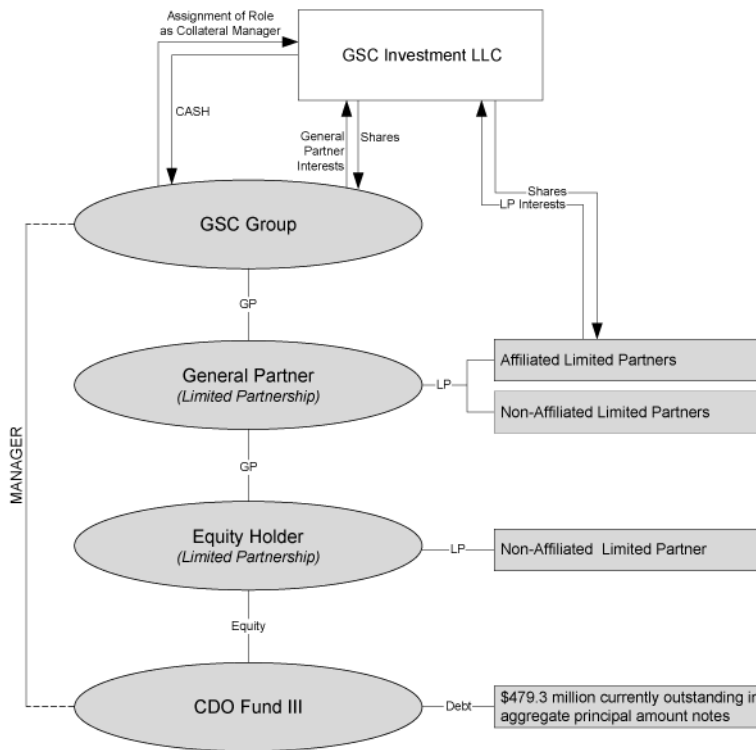 Assignment of Role
as Collateral Manager
GSC Investment LLC
CASH
General
Partner
Interests
Shares
Shares
LP Interests
GSC Group
GP
General Partner
(Limited Partnership)
LP
Affiliated Limited Partners
Non-Affiliated Limited Partners
MANAGER
GP
Equity Holder
(Limited Partnership)
LP
Non-Affiliated Limited Partner
Equity
CDO Fund III
Debt
$479.3 million currently outstanding in
aggregate principal amount notes